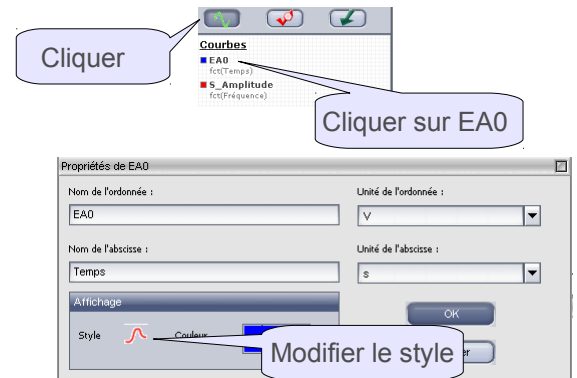 Cliquer
Courbes
EA0
fct(Temps)
S_Amplitude
fct(Fréquence)
Cliquer sur EA0
Propriétés de EA0
Nom de l'ordonnée :
Unité de l'ordonnée :
EA0
V
Nom de l'abscisse :
Unité de l'abscisse :
Temps
s
Affichage
OK
Style
Couleur
Modifier le style
er